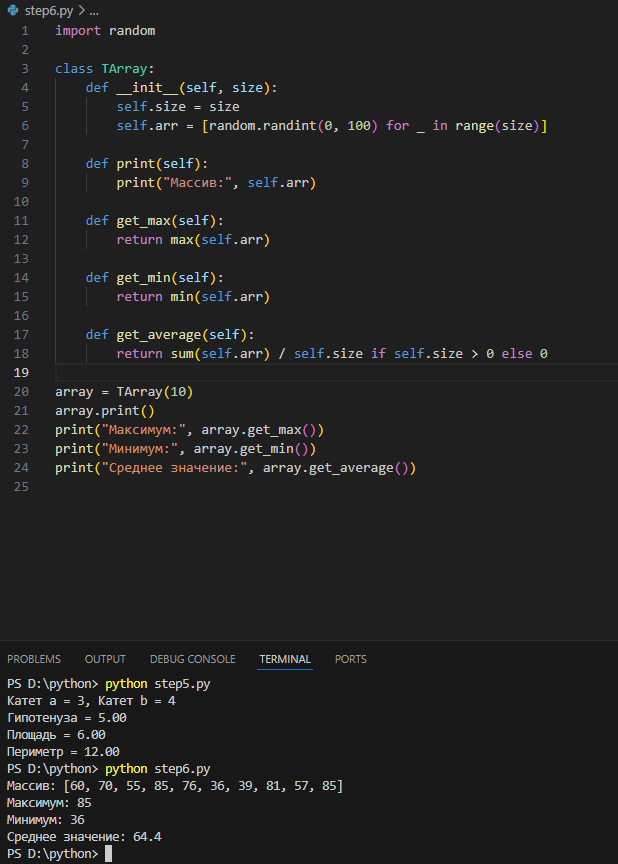 step6.py > ...
1 import random
2
3 class TArray:
4     def __init__(self, size):
5         self.size = size
6         self.arr = [random.randint(0, 100) for _ in range(size)]
7
8     def print(self):
9         print("Массив:", self.arr)
10
11     def get_max(self):
12         return max(self.arr)
13
14     def get_min(self):
15         return min(self.arr)
16
17     def get_average(self):
18         return sum(self.arr) / self.size if self.size > 0 else 0
19
20 array = TArray(10)
21 array.print()
22 print("Максимум:", array.get_max())
23 print("Минимум:", array.get_min())
24 print("Среднее значение:", array.get_average())
25
PROBLEMS OUTPUT DEBUG CONSOLE TERMINAL PORTS
PS D:\python> python step5.py
Катет a = 3, Катет b = 4
Гипотенуза = 5.00
Площадь = 6.00
Периметр = 12.00
PS D:\python> python step6.py
Массив: [60, 70, 55, 85, 76, 36, 39, 81, 57, 85]
Максимум: 85
Минимум: 36
Среднее значение: 64.4
PS D:\python>